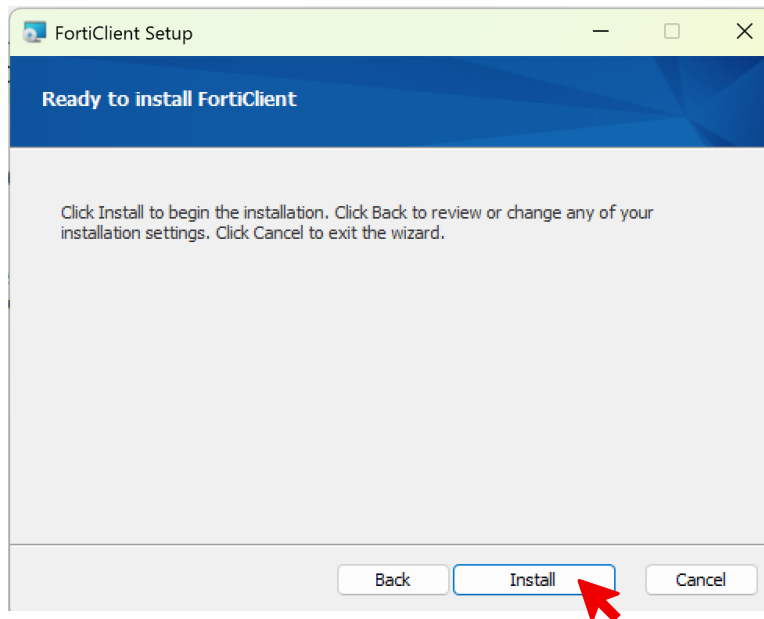 FortiClient Setup
Ready to install FortiClient
Click Install to begin the installation. Click Back to review or change any of your
installation settings. Click Cancel to exit the wizard.
Back Install Cancel